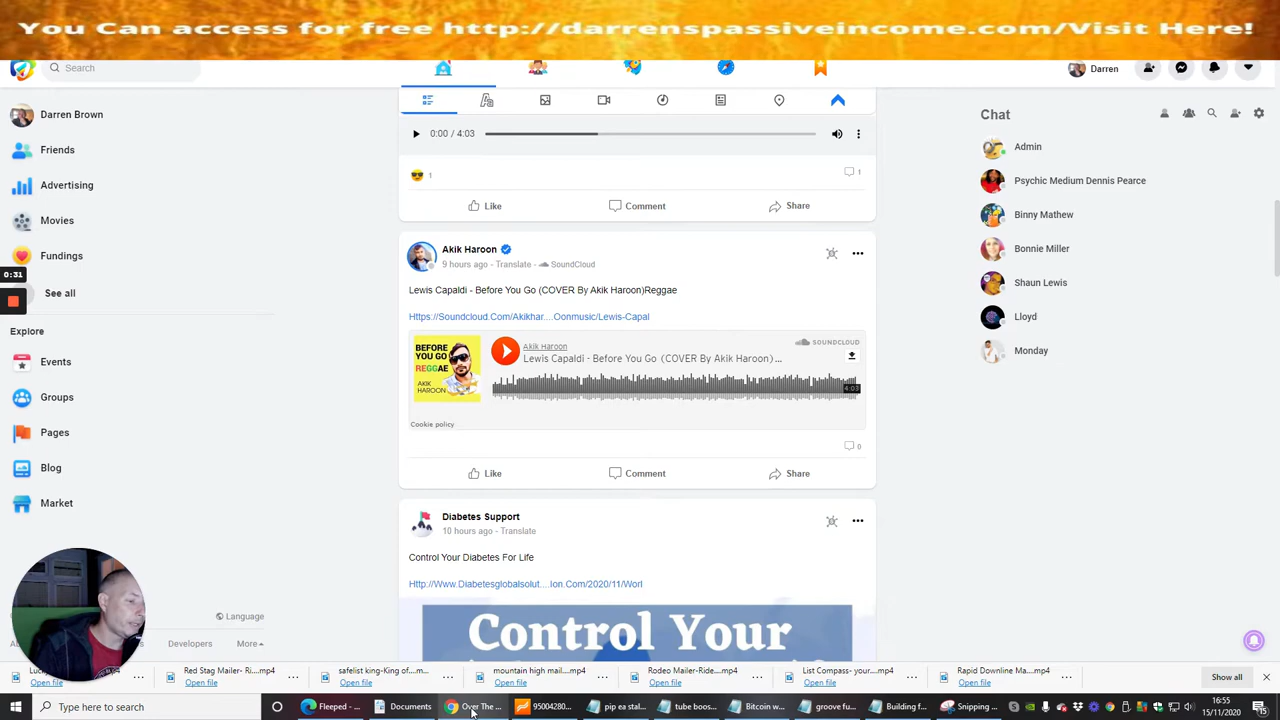 You Can access for free http://darrenspassiveincome.com/Visit Here!
Search
Darren
Darren Brown
Friends
Advertising
Movies
Fundings
0:31
See all
Explore
Events
Groups
Pages
Blog
Market
Language
Developers
More
0:00 / 4:03
1
1
Like
Comment
Share
Akik Haroon
9 hours ago - Translate - SoundCloud
Lewis Capaldi - Before You Go (COVER By Akik Haroon)Reggae
Https://Soundcloud.Com/Akikhar....Oonmusic/Lewis-Capal
BEFORE
YOU GO
REGGAE
AKIK
HAROON
Akik Haroon
SOUNDCLOUD
Lewis Capaldi - Before You Go (COVER By Akik Haroon)...
4:03
Cookie policy
0
Like
Comment
Share
Diabetes Support
10 hours ago - Translate
Control Your Diabetes For Life
Http://Www.Diabetesglobalsolut....Ion.Com/2020/11/Worl
Control Your
Chat
Admin
Psychic Medium Dennis Pearce
Binny Mathew
Bonnie Miller
Shaun Lewis
Lloyd
Monday
Open file
Red Stag Mailer- Ri....mp4
Open file
safelist king-King of....mp4
Open file
mountain high mail....mp4
Open file
Rodeo Mailer-Ride....mp4
Open file
List Compass- your....mp4
Open file
Rapid Downline Ma....mp4
Open file
Show all
Type here to search
Fleeped - ...
Documents
Over The ...
95004280...
pip ea stal...
tube boos...
Bitcoin w...
groove fu...
Building f...
Snipping ...
16:55
15/11/2020